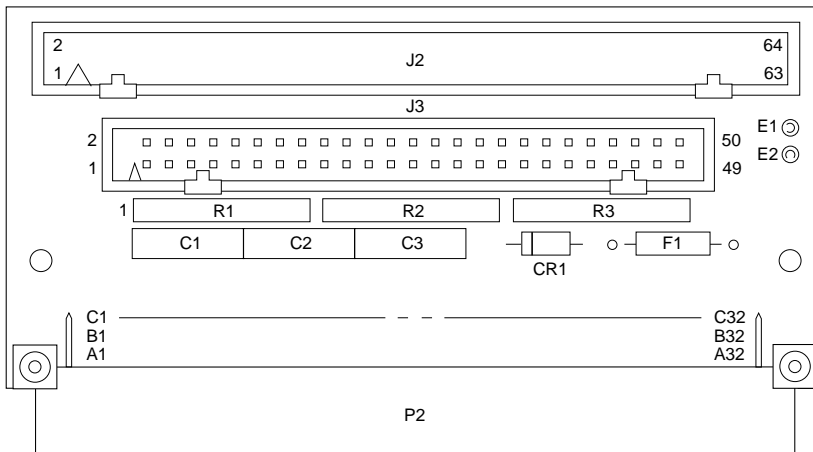 2 J2 64
1 63
J3
2 50 E1
1 49 E2
1 R1 R2 R3
C1 C2 C3 F1
CR1
C1 C32
B1 B32
A1 A32
P2